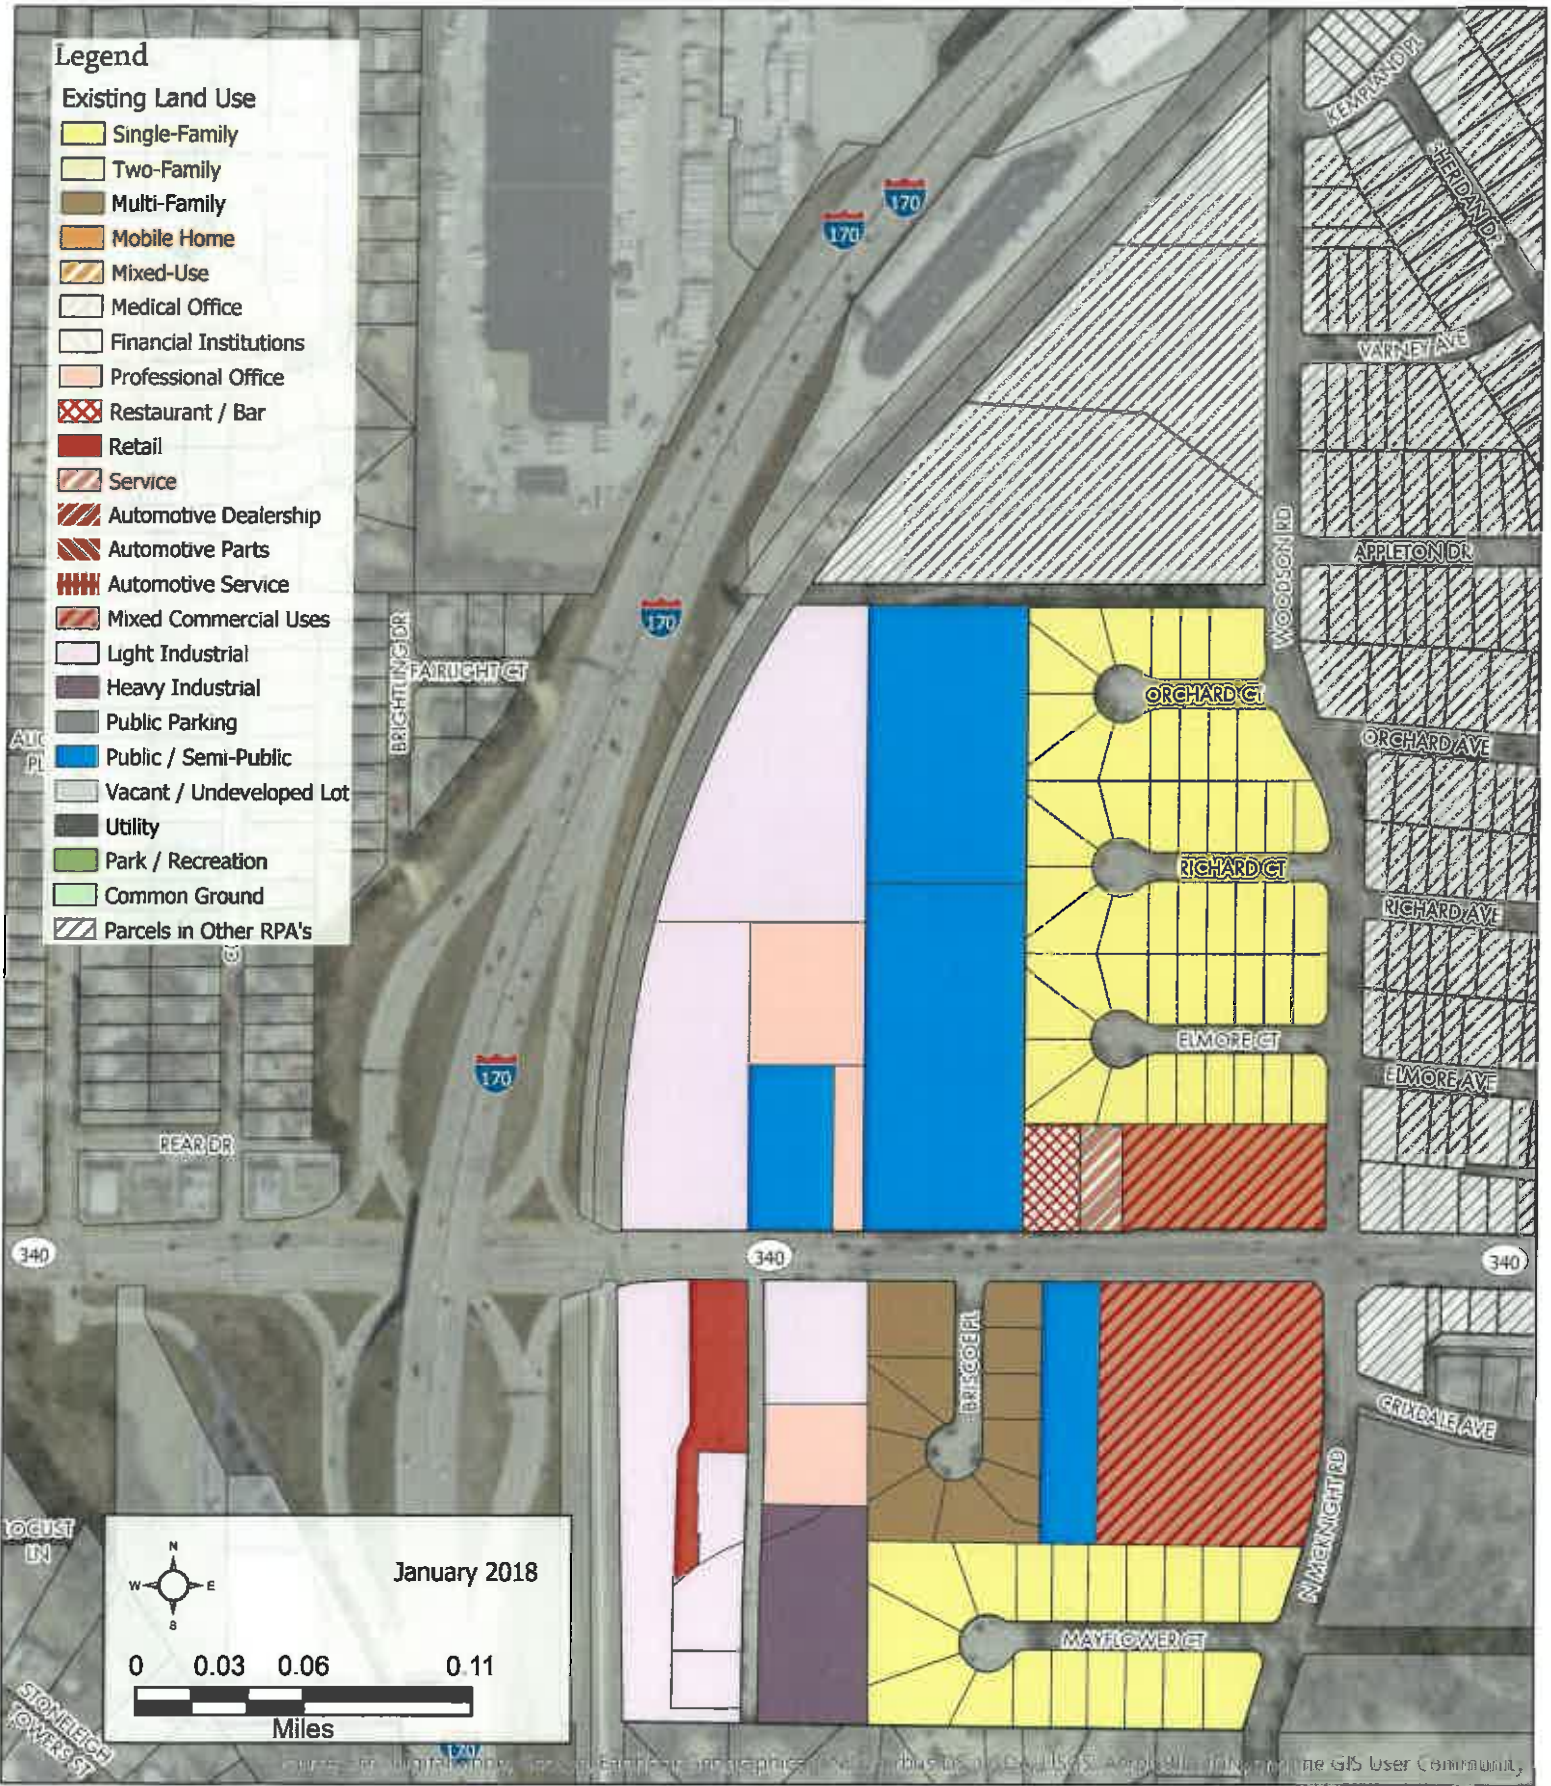 Legend
Existing Land Use
Single-Family
Two-Family
Multi-Family
Mobile Home
Mixed-Use
Medical Office
Financial Institutions
Professional Office
Restaurant / Bar
Retail
Service
Automotive Dealership
Automotive Parts
Automotive Service
Mixed Commercial Uses
Light Industrial
Heavy Industrial
Public Parking
Public / Semi-Public
Vacant / Undeveloped Lot
Utility
Park / Recreation
Common Ground
Parcels in Other RPA's
KEMPLAND PL
170
170
VARNEY AVE
WOODSON RD
APPLETON DR
170
BRIGHTLING DR
FAIRLIGHT CT
ORCHARD CT
ORCHARD AVE
RICHARD CT
RICHARD AVE
ELMORE CT
170
ELMORE AVE
REAR DR
340
340
340
BRISCOE PL
CRIXDALE AVE
N MCKNIGHT RD
LOCUST
LN
N
W E
S
January 2018
0 0.03 0.06 0.11
Miles
MAYFLOWER CT
STONELEIGH
TOWERS ST
170
GIS User Community